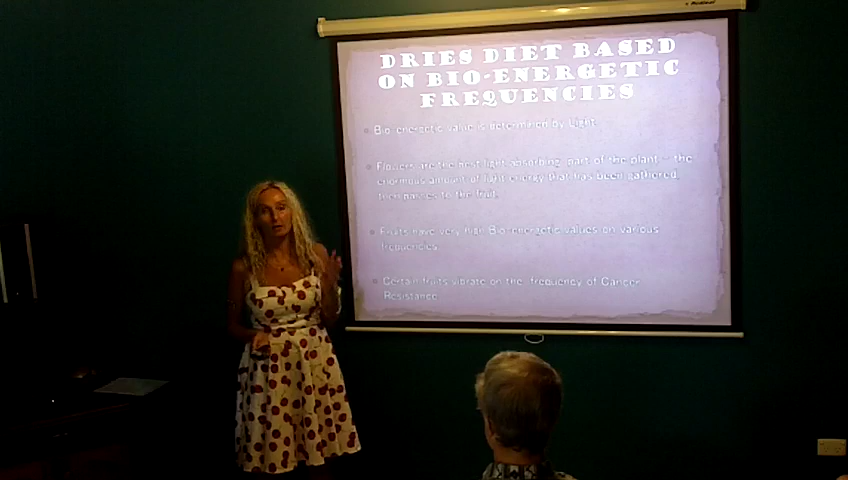 DRIES DIET BASED
ON BIO-ENERGETIC
FREQUENCIES
Bio-energetic value is determined by Light.
Flowers are the most light-absorbing part of the plant - the
enormous amount of light energy that has been gathered,
then passes to the fruit.
Fruits have very high Bio-energetic values on various
frequencies.
Certain fruits vibrate on the frequency of Cancer
Resistance